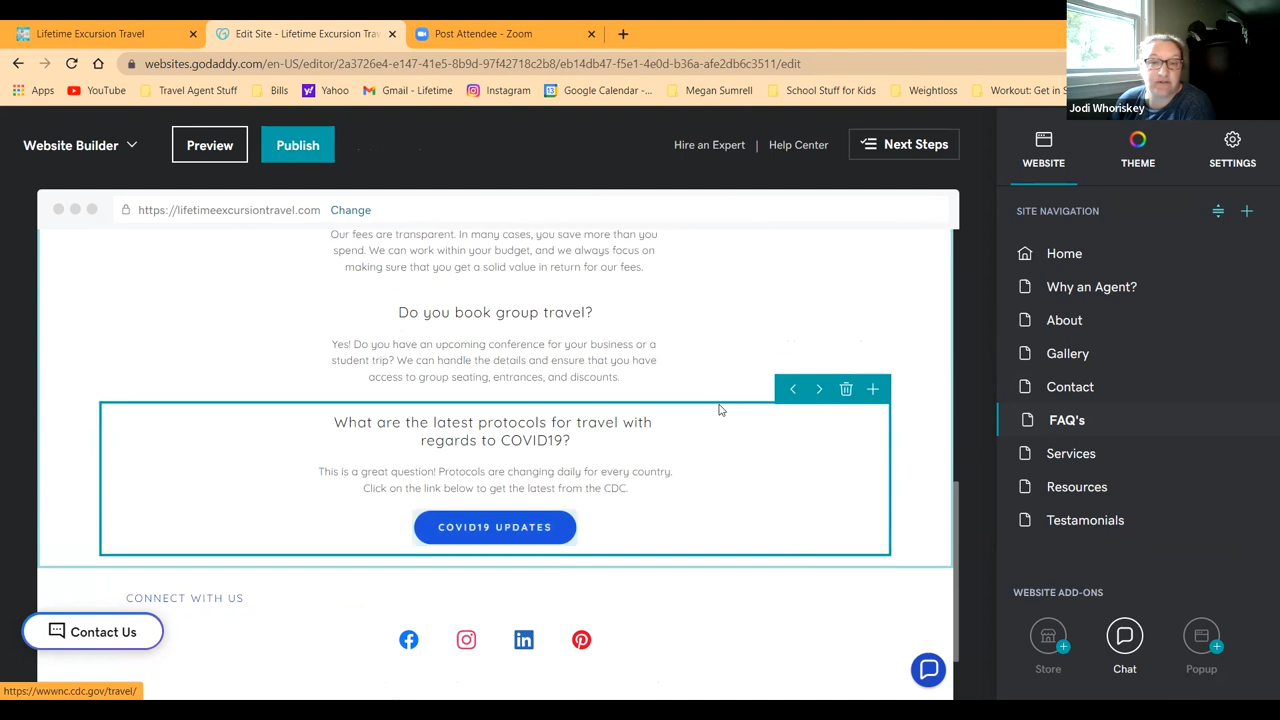 Lifetime Excursion Travel
Edit Site - Lifetime Excursion Tra
Post Attendee - Zoom
websites.godaddy.com/en-US/editor/2a3726e4-e147-41e5-8b9d-97f42718c2b8/eb14db47-f5e1-4e0d-b36a-afe2db6c3511/edit
Apps
YouTube
Travel Agent Stuff
Bills
Yahoo
Gmail - Lifetime
Instagram
Google Calendar -...
Megan Sumrell
School Stuff for Kids
Weightloss
Workout: Get in S
Jodi Whoriskey
Website Builder
Preview
Publish
Hire an Expert | Help Center
Next Steps
WEBSITE
THEME
SETTINGS
https://lifetimeexcursiontravel.com Change
Our fees are transparent. In many cases, you save more than you
spend. We can work within your budget, and we always focus on
making sure that you get a solid value in return for our fees.
Do you book group travel?
Yes! Do you have an upcoming conference for your business or a
student trip? We can handle the details and ensure that you have
access to group seating, entrances, and discounts.
What are the latest protocols for travel with
regards to COVID19?
This is a great question! Protocols are changing daily for every country.
Click on the link below to get the latest from the CDC.
COVID19 UPDATES
CONNECT WITH US
Contact Us
https://wwwnc.cdc.gov/travel/
SITE NAVIGATION
Home
Why an Agent?
About
Gallery
Contact
FAQ's
Services
Resources
Testamonials
WEBSITE ADD-ONS
Store
Chat
Popup